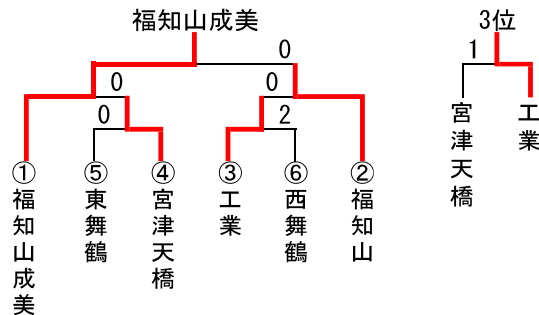 福知山成美
3位
0
1
0
0
0
2
宮津天橋
工業
①福知山成美
⑤東舞鶴
④宮津天橋
③工業
⑥西舞鶴
②福知山